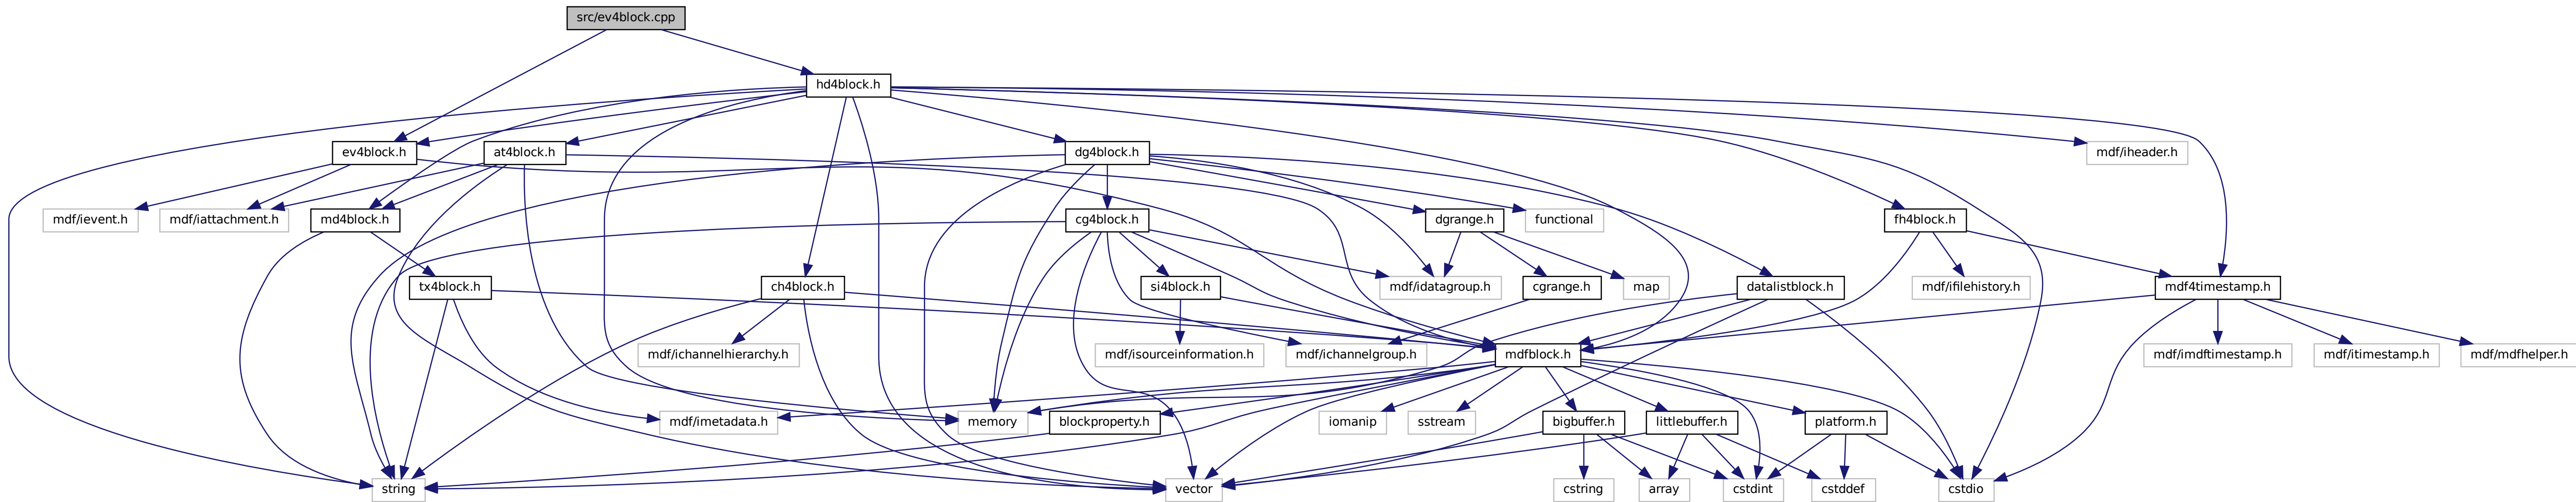 src/ev4block.cpp
hd4block.h
ev4block.h
at4block.h
dg4block.h
mdf/iheader.h
mdf/ievent.h
mdf/iattachment.h
md4block.h
cg4block.h
dgrange.h
functional
fh4block.h
tx4block.h
ch4block.h
si4block.h
mdf/idatagroup.h
cgrange.h
map
datalistblock.h
mdf/ifilehistory.h
mdf4timestamp.h
mdf/ichannelhierarchy.h
mdf/isourceinformation.h
mdf/ichannelgroup.h
mdfblock.h
mdf/imdftimestamp.h
mdf/itimestamp.h
mdf/mdfhelper.h
mdf/imetadata.h
memory
blockproperty.h
iomanip
sstream
bigbuffer.h
littlebuffer.h
platform.h
string
vector
cstring
array
cstdint
cstddef
cstdio